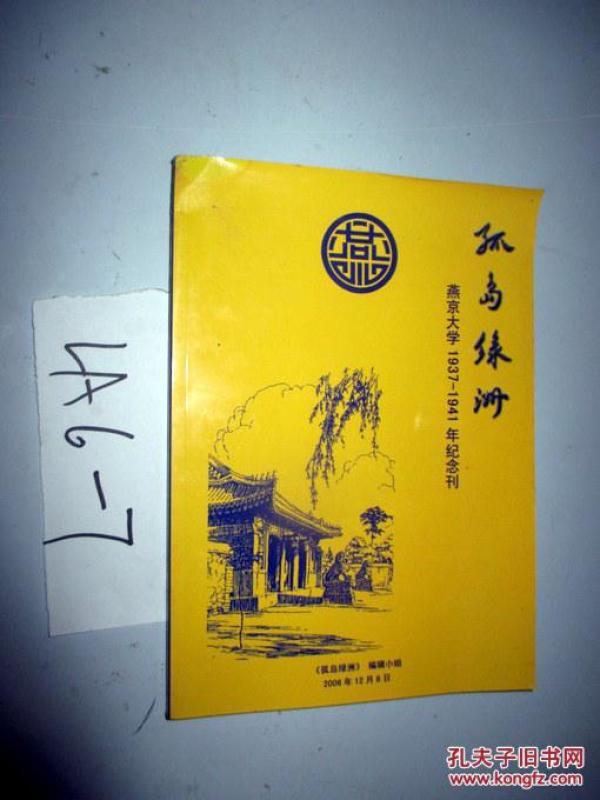 孤岛绿洲
燕京大学 1937-1941 年纪念刊
燕
《孤岛绿洲》 编辑小组
2006 年 12 月 8 日
4A6-7
孔夫子旧书网
www.kongfz.com